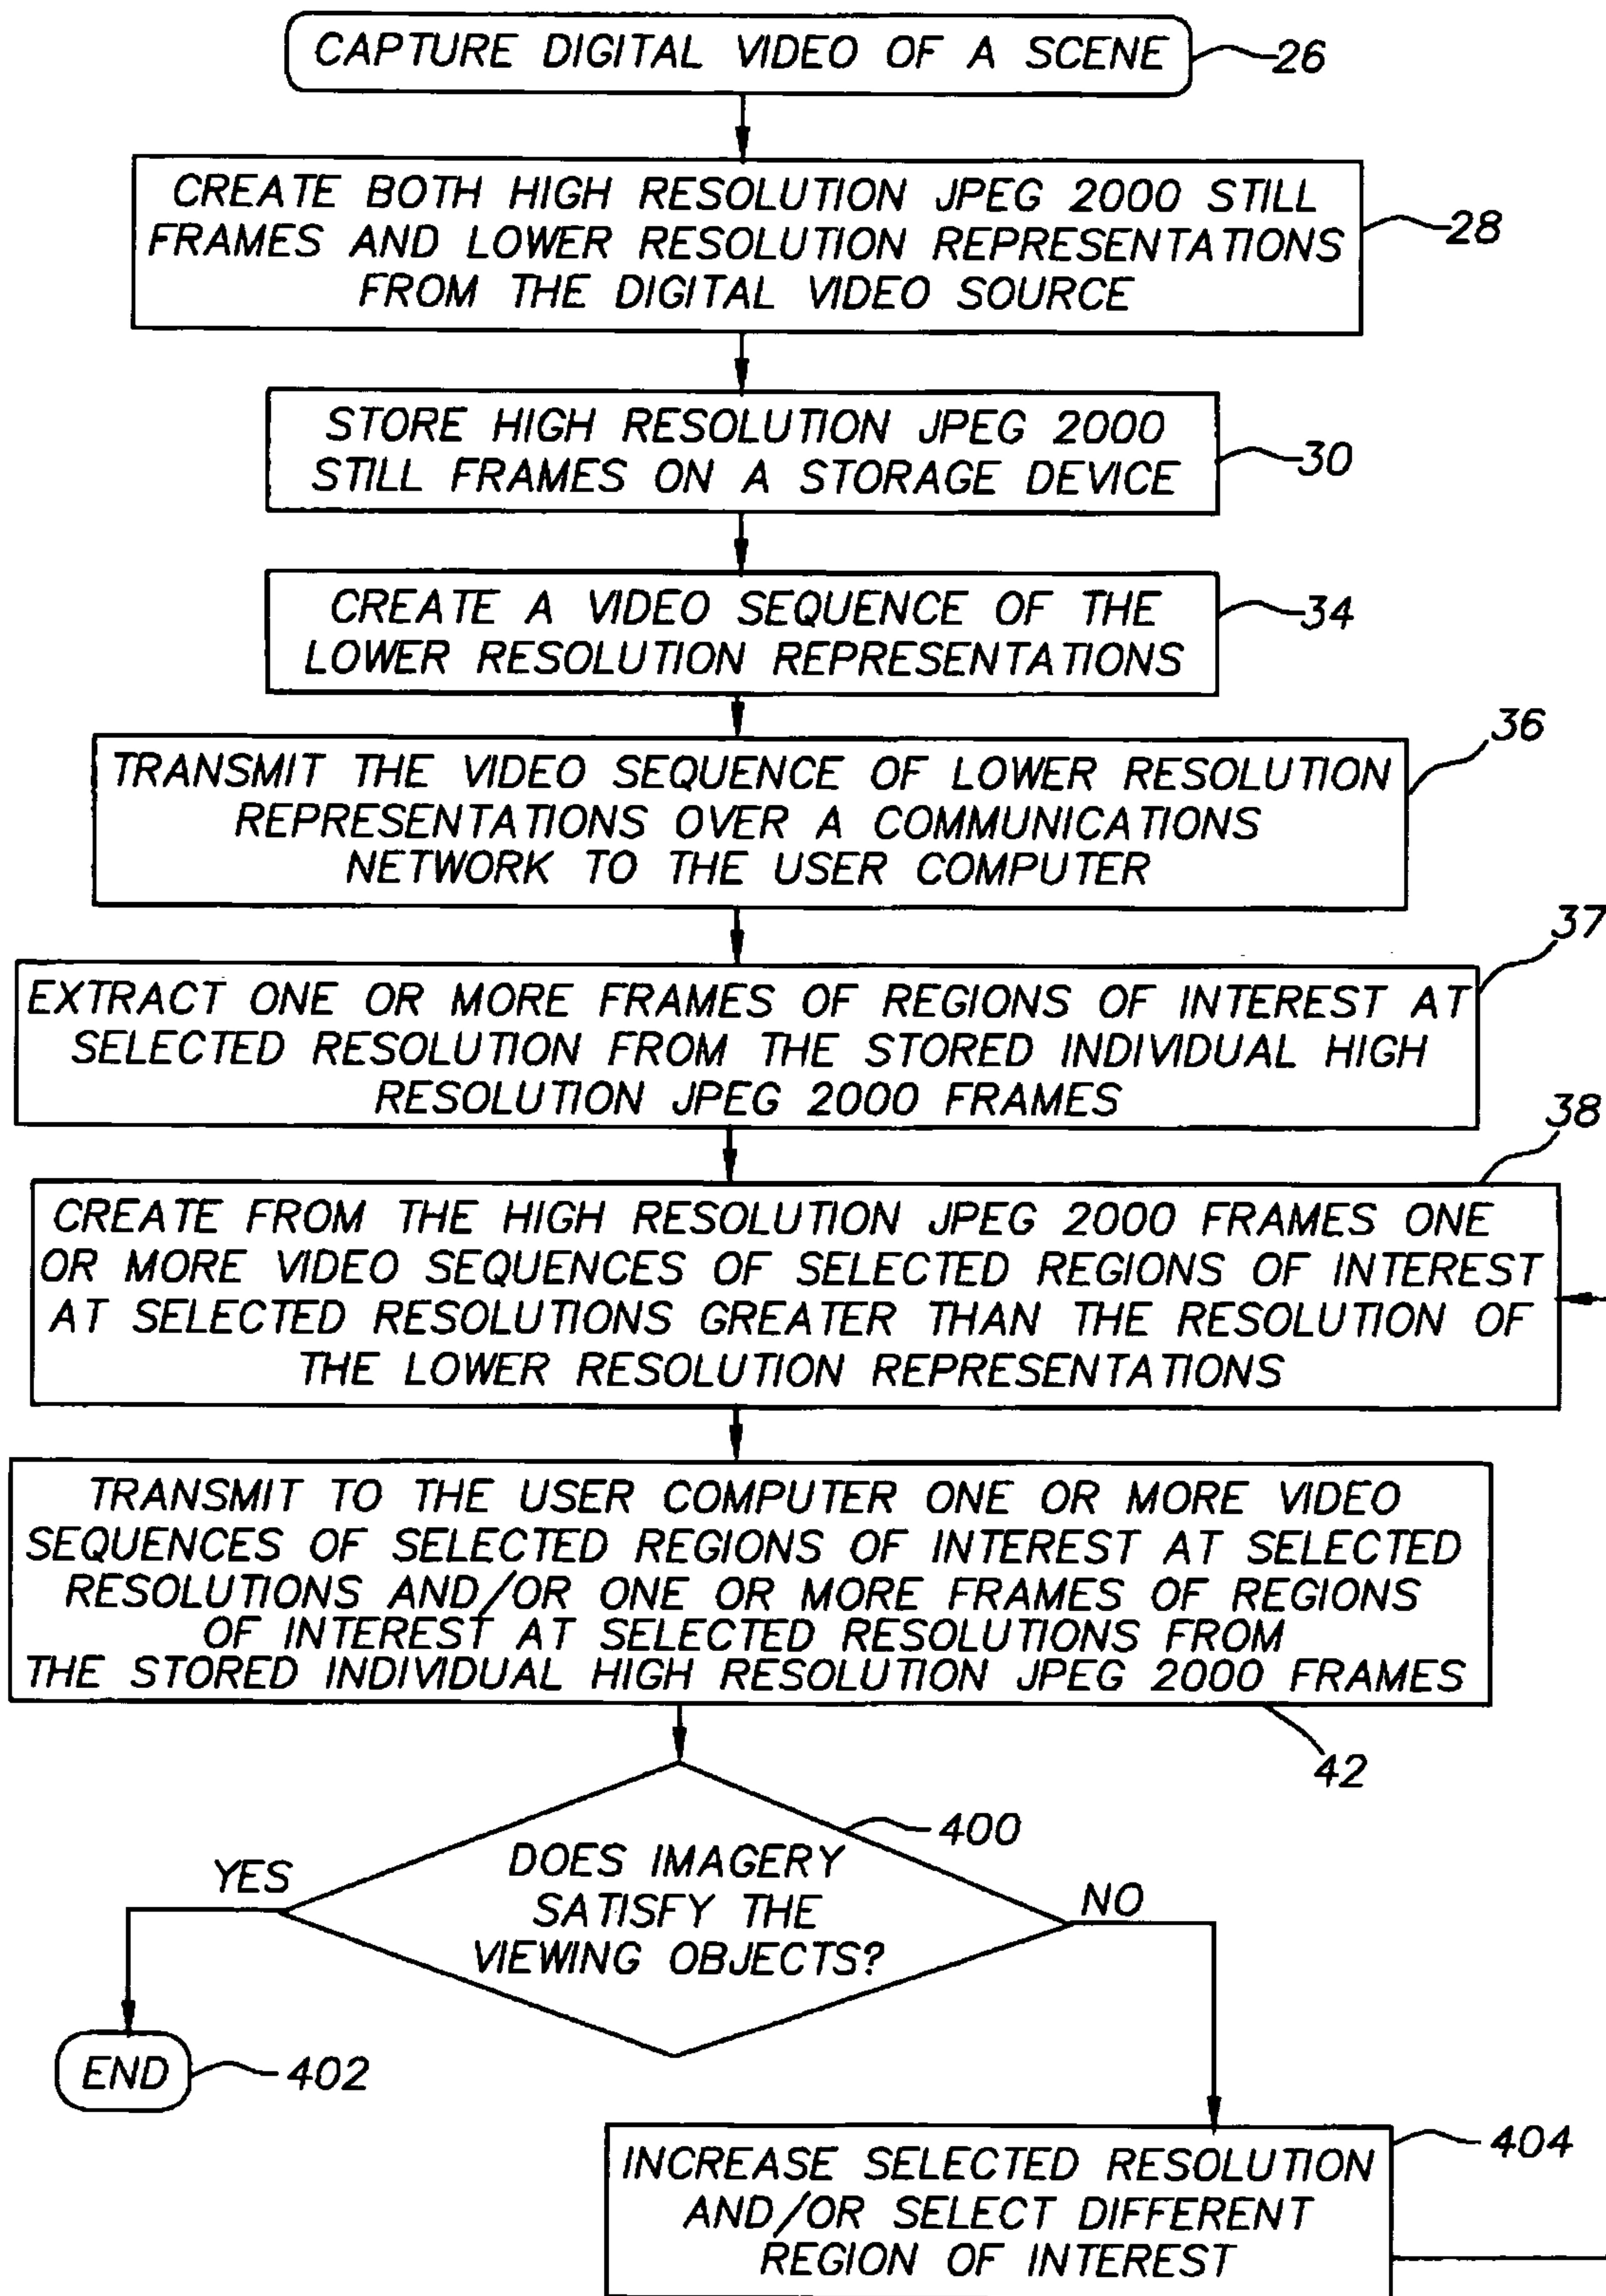 CAPTURE DIGITAL VIDEO OF A SCENE
26
CREATE BOTH HIGH RESOLUTION JPEG 2000 STILL
FRAMES AND LOWER RESOLUTION REPRESENTATIONS
FROM THE DIGITAL VIDEO SOURCE
28
STORE HIGH RESOLUTION JPEG 2000
STILL FRAMES ON A STORAGE DEVICE
30
CREATE A VIDEO SEQUENCE OF THE
LOWER RESOLUTION REPRESENTATIONS
34
36
TRANSMIT THE VIDEO SEQUENCE OF LOWER RESOLUTION
REPRESENTATIONS OVER A COMMUNICATIONS
NETWORK TO THE USER COMPUTER
37
EXTRACT ONE OR MORE FRAMES OF REGIONS OF INTEREST AT
SELECTED RESOLUTION FROM THE STORED INDIVIDUAL HIGH
RESOLUTION JPEG 2000 FRAMES
38
CREATE FROM THE HIGH RESOLUTION JPEG 2000 FRAMES ONE
OR MORE VIDEO SEQUENCES OF SELECTED REGIONS OF INTEREST
AT SELECTED RESOLUTIONS GREATER THAN THE RESOLUTION OF
THE LOWER RESOLUTION REPRESENTATIONS
TRANSMIT TO THE USER COMPUTER ONE OR MORE VIDEO
SEQUENCES OF SELECTED REGIONS OF INTEREST AT SELECTED
RESOLUTIONS AND/OR ONE OR MORE FRAMES OF REGIONS
OF INTEREST AT SELECTED RESOLUTIONS FROM
THE STORED INDIVIDUAL HIGH RESOLUTION JPEG 2000 FRAMES
42
400
DOES IMAGERY
SATISFY THE
VIEWING OBJECTS?
YES
NO
END
402
404
INCREASE SELECTED RESOLUTION
AND/OR SELECT DIFFERENT
REGION OF INTEREST